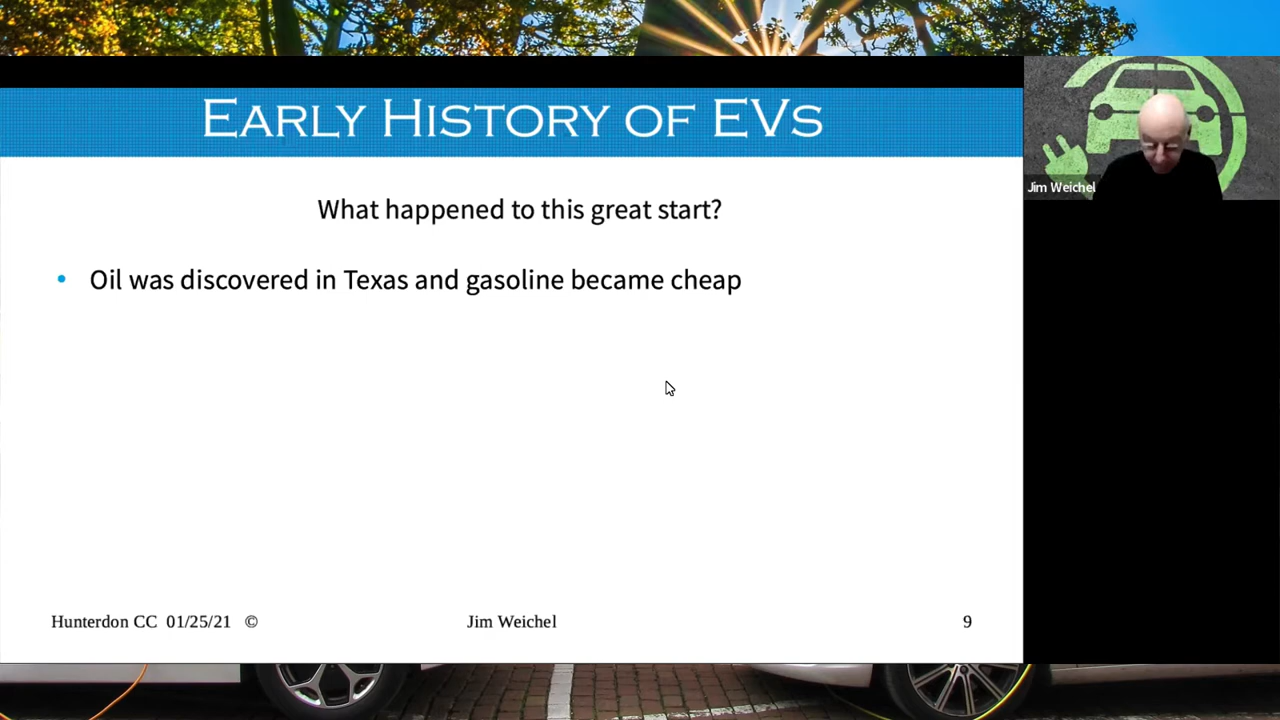 Early History of EVs
Jim Weichel
What happened to this great start?
• Oil was discovered in Texas and gasoline became cheap
Hunterdon CC 01/25/21 © Jim Weichel 9